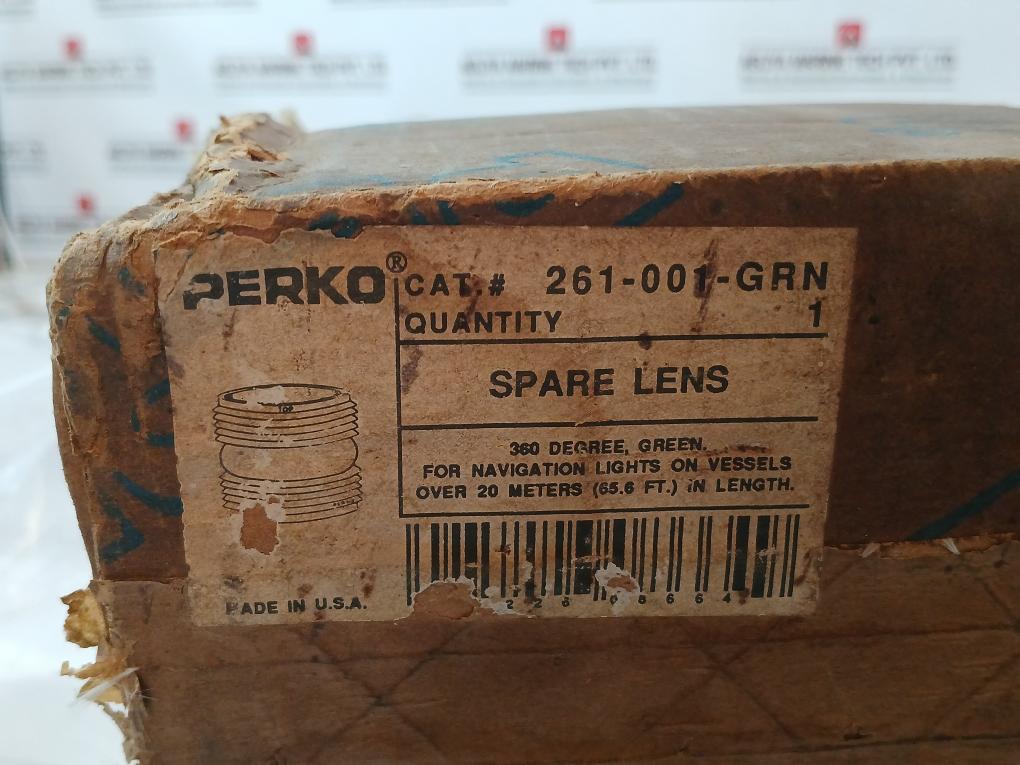 PERKO®
CAT.# 261-001-GRN
QUANTITY 1
SPARE LENS
360 DEGREE, GREEN.
FOR NAVIGATION LIGHTS ON VESSELS
OVER 20 METERS (65.6 FT.) IN LENGTH.
TOP
MADE IN U.S.A.